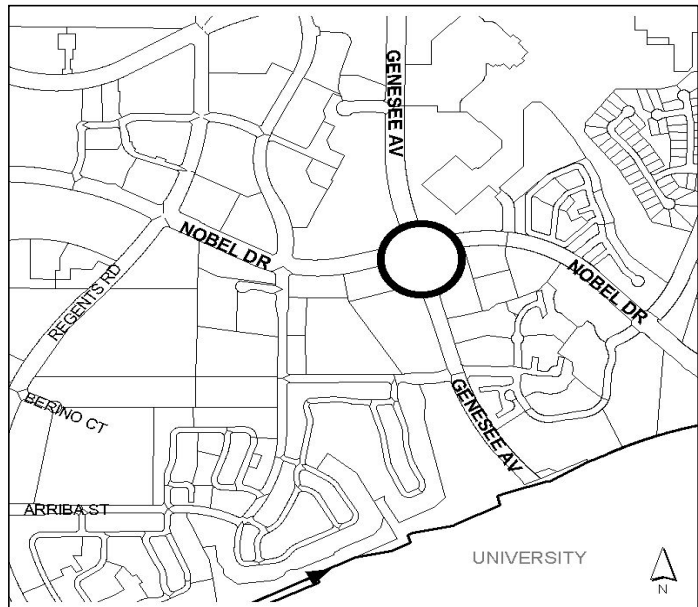 GENESEE AV
NOBEL DR
NOBEL DR
REGENTS RD
GENESEE AV
BERINO CT
ARRIBA ST
UNIVERSITY
N